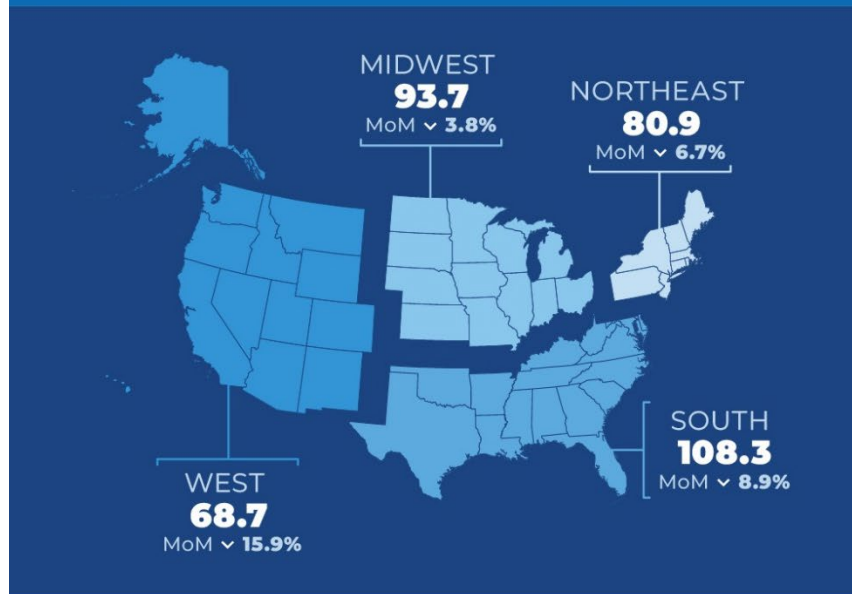 MIDWEST
93.7
MoM ⌄ 3.8%
NORTHEAST
80.9
MoM ⌄ 6.7%
SOUTH
108.3
MoM ⌄ 8.9%
WEST
68.7
MoM ⌄ 15.9%